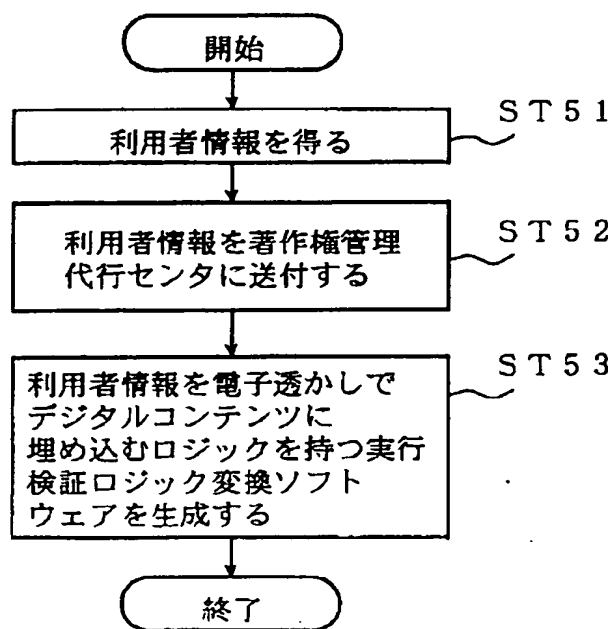 開始
利用者情報を得る
ST51
利用者情報を著作権管理
代行センタに送付する
ST52
利用者情報を電子透かしで
デジタルコンテンツに
埋め込むロジックを持つ実行
検証ロジック変換ソフト
ウェアを生成する
ST53
終了